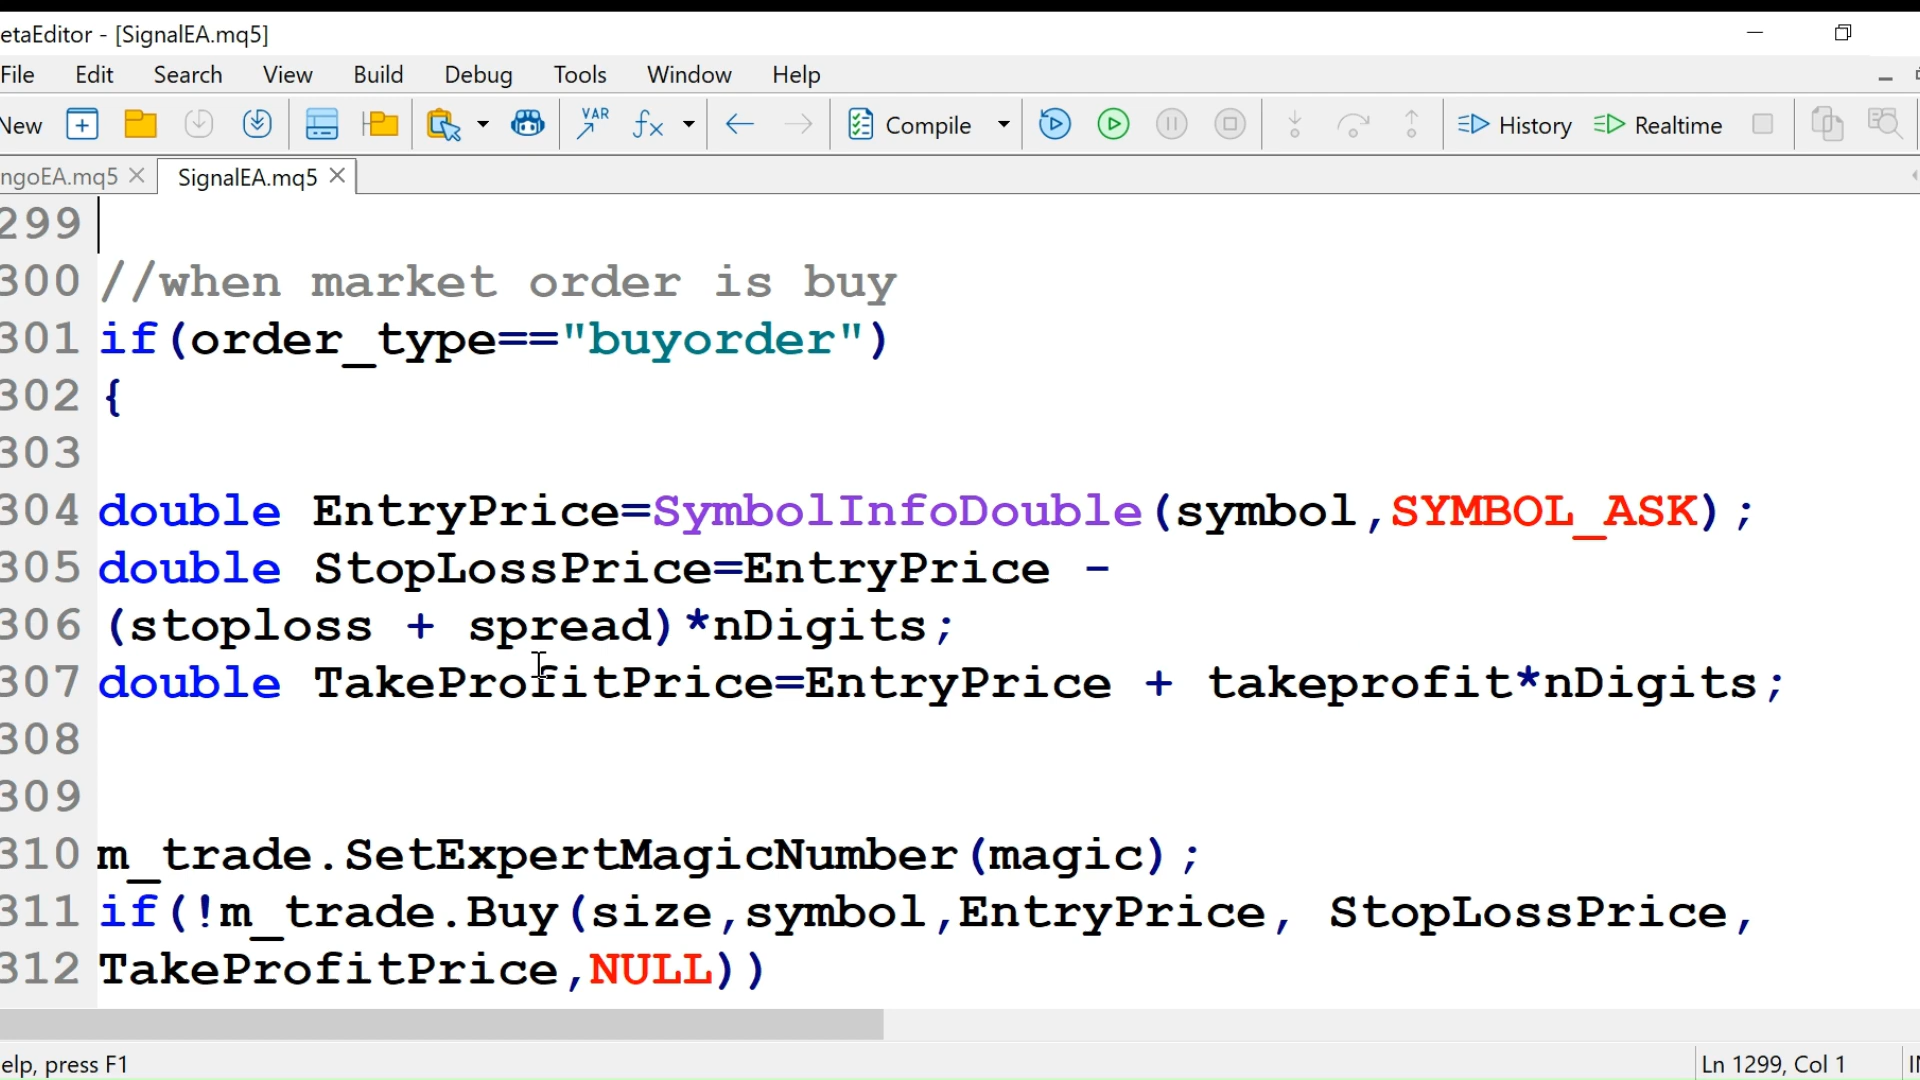 etaEditor - [SignalEA.mq5]
File Edit Search View Build Debug Tools Window Help
New VAR fx Compile History Realtime
ngoEA.mq5 SignalEA.mq5
299
300 //when market order is buy
301 if(order_type=="buyorder")
302 {
303
304 double EntryPrice=SymbolInfoDouble(symbol,SYMBOL_ASK);
305 double StopLossPrice=EntryPrice -
306 (stoploss + spread)*nDigits;
307 double TakeProfitPrice=EntryPrice + takeprofit*nDigits;
308
309
310 m_trade.SetExpertMagicNumber(magic);
311 if(!m_trade.Buy(size,symbol,EntryPrice, StopLossPrice,
312 TakeProfitPrice,NULL))
elp, press F1 Ln 1299, Col 1